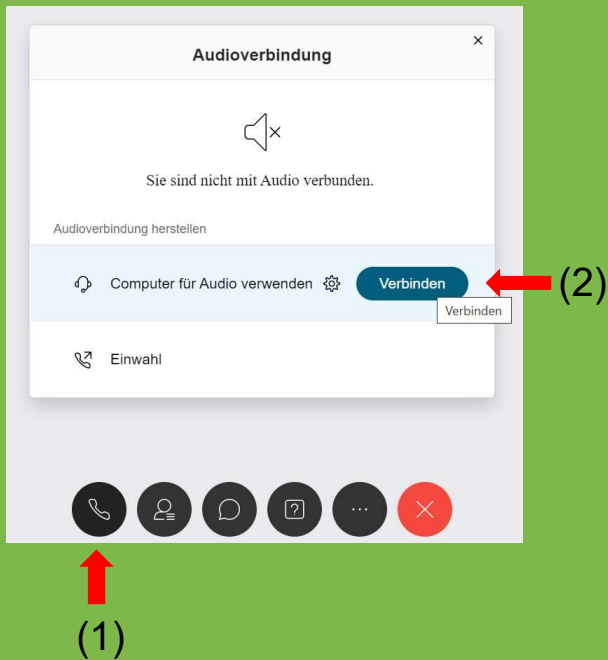 Audioverbindung
Sie sind nicht mit Audio verbunden.
Audioverbindung herstellen
Computer für Audio verwenden Verbinden
(2)
Verbinden
Einwahl
?
(1)